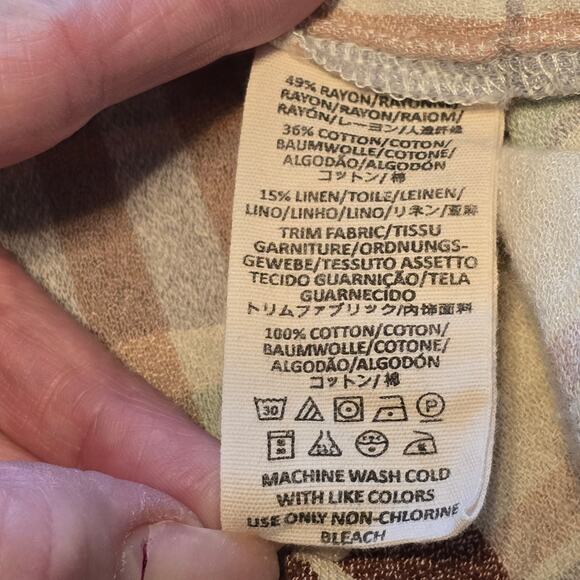 49% RAYON/RAYONNE/
RAYON/RAYON/RAIOM/
RAYÓN/レーヨン/人造纤维
36% COTTON/COTON/
BAUMWOLLE/COTONE/
ALGODÃO/ALGODÓN
コットン/棉
15% LINEN/TOILE/LEINEN/
LINO/LINHO/LINO/リネン/亚麻
TRIM FABRIC/TISSU
GARNITURE/ORDNUNGS-
GEWEBE/TESSUTO ASSETTO
TECIDO GUARNIÇÃO/TELA
GUARNECIDO
トリムファブリック/内饰面料
100% COTTON/COTON/
BAUMWOLLE/COTONE/
ALGODÃO/ALGODÓN
コットン/棉
30 P
MACHINE WASH COLD
WITH LIKE COLORS
USE ONLY NON-CHLORINE
BLEACH